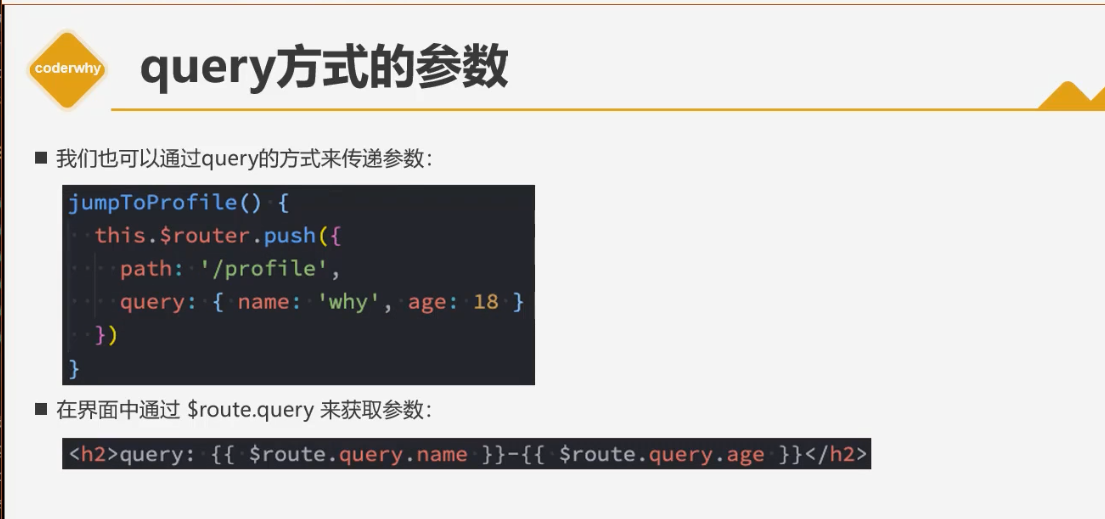 coderwhy
query方式的参数
■ 我们也可以通过query的方式来传递参数：
jumpToProfile() {
  this.$router.push({
    path: '/profile',
    query: { name: 'why', age: 18 }
  })
}
■ 在界面中通过 $route.query 来获取参数：
<h2>query: {{ $route.query.name }}-{{ $route.query.age }}</h2>